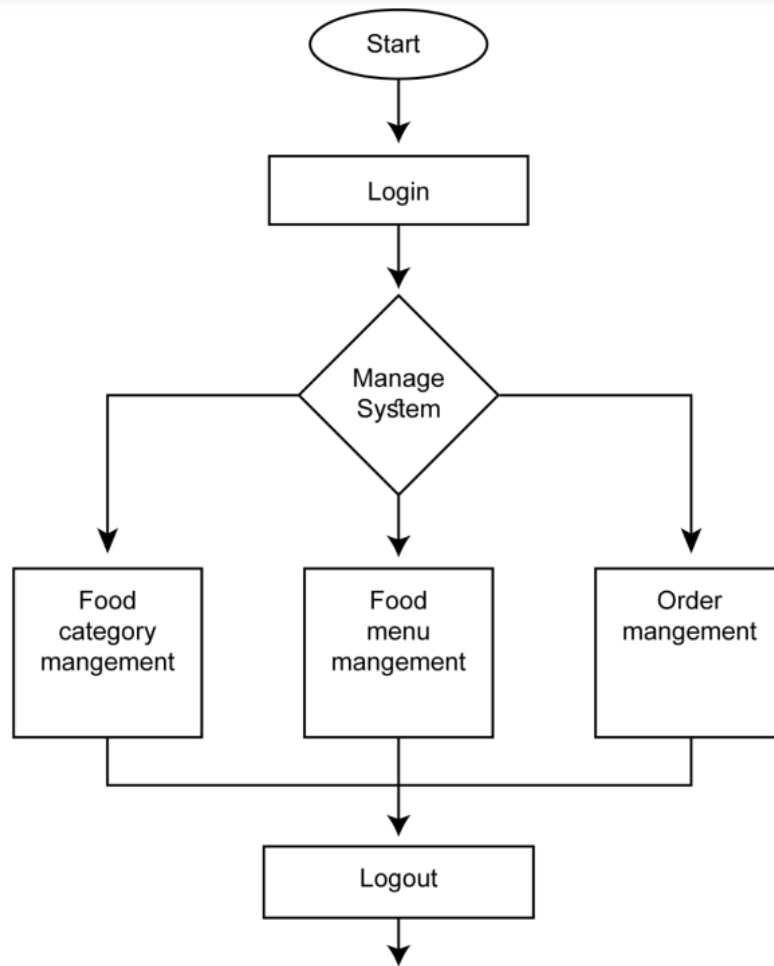 Start
Login
Manage
System
Food
category
mangement
Food
menu
mangement
Order
mangement
Logout